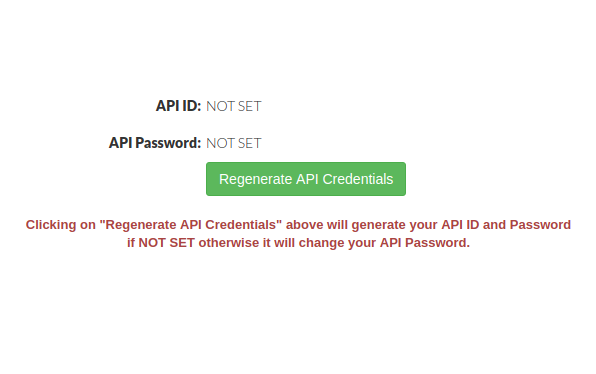 API ID: NOT SET
API Password: NOT SET
Regenerate API Credentials
Clicking on "Regenerate API Credentials" above will generate your API ID and Password
if NOT SET otherwise it will change your API Password.